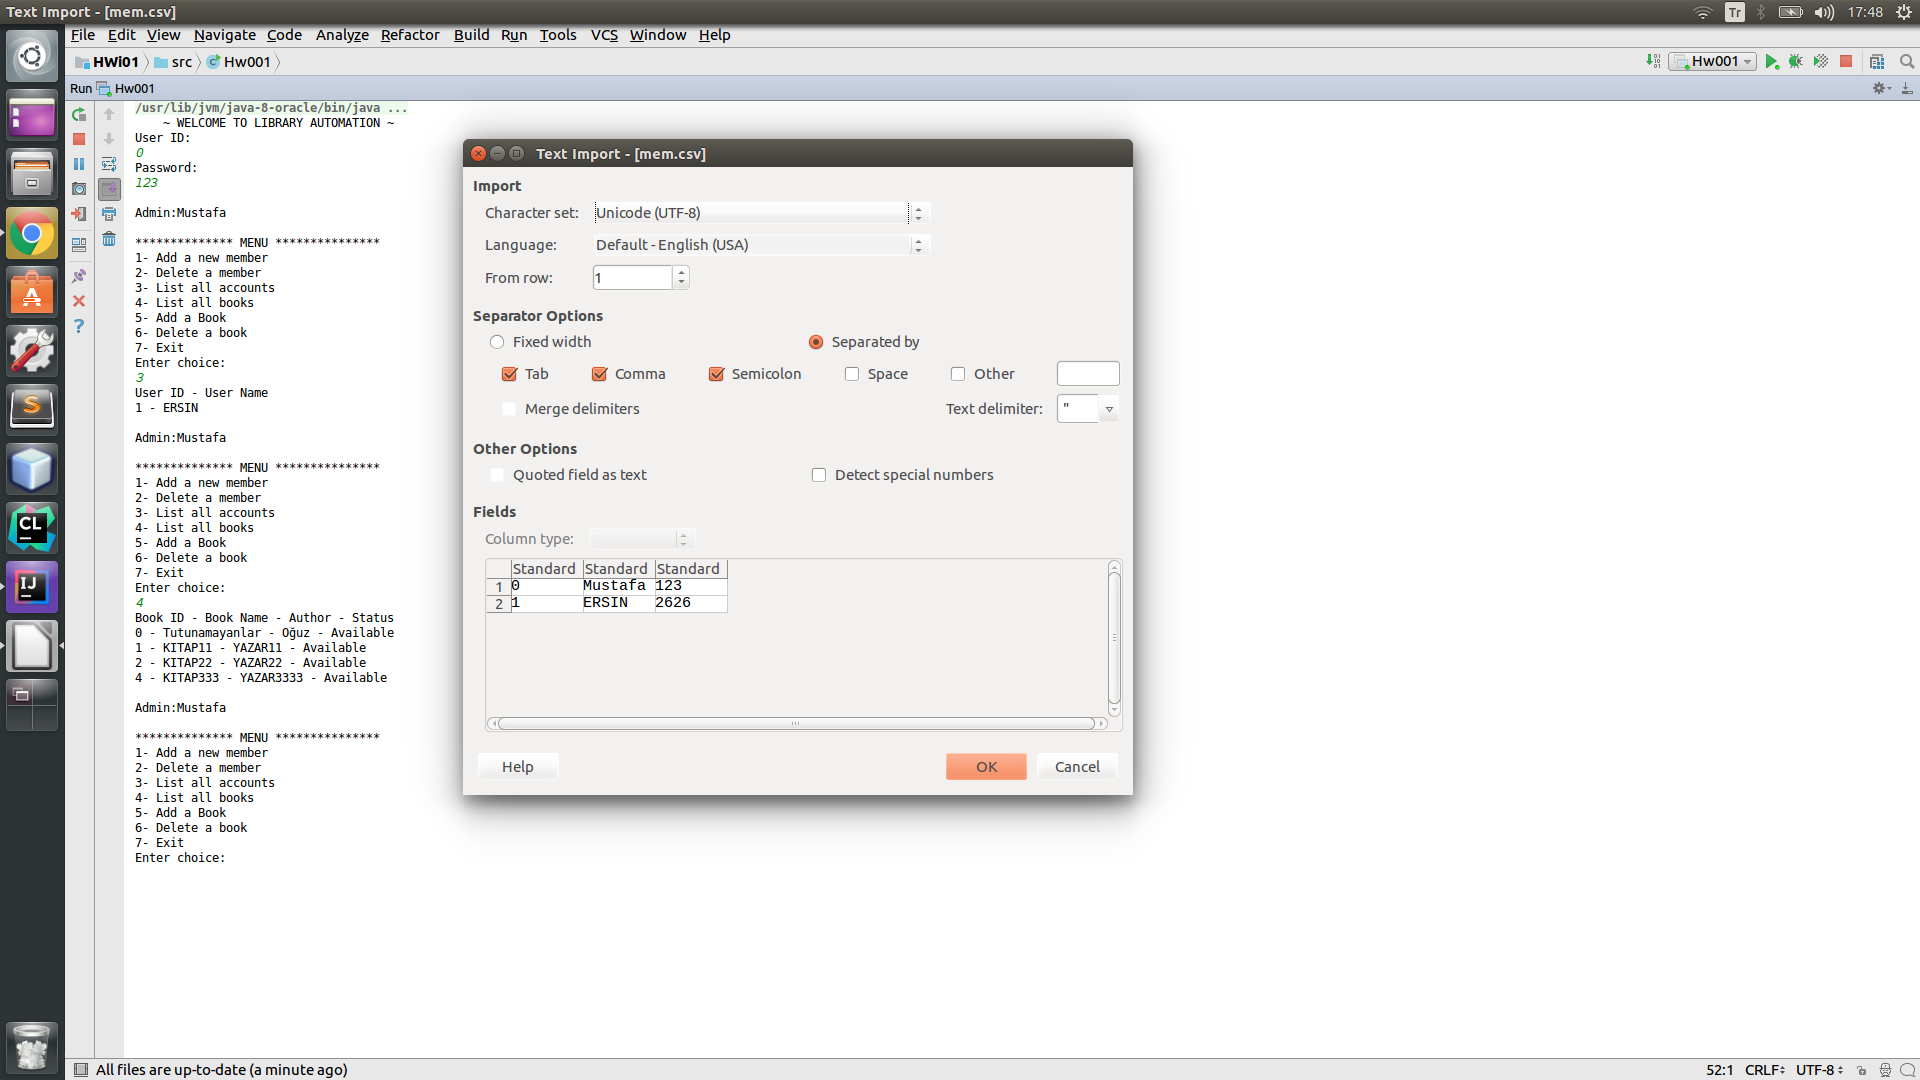 Text Import - [mem.csv]
Tr
17:48
File Edit View Navigate Code Analyze Refactor Build Run Tools VCS Window Help
HWi01 src Hw001
Hw001
Run Hw001
/usr/lib/jvm/java-8-oracle/bin/java ...
~ WELCOME TO LIBRARY AUTOMATION ~
User ID:
0
Password:
123
Admin:Mustafa
************** MENU ***************
1- Add a new member
2- Delete a member
3- List all accounts
4- List all books
5- Add a Book
6- Delete a book
7- Exit
Enter choice:
3
User ID - User Name
1 - ERSIN
Admin:Mustafa
************** MENU ***************
1- Add a new member
2- Delete a member
3- List all accounts
4- List all books
5- Add a Book
6- Delete a book
7- Exit
Enter choice:
4
Book ID - Book Name - Author - Status
0 - Tutunamayanlar - Oğuz - Available
1 - KITAP11 - YAZAR11 - Available
2 - KITAP22 - YAZAR22 - Available
4 - KITAP333 - YAZAR3333 - Available
Admin:Mustafa
************** MENU ***************
1- Add a new member
2- Delete a member
3- List all accounts
4- List all books
5- Add a Book
6- Delete a book
7- Exit
Enter choice:
Text Import - [mem.csv]
Import
Character set: Unicode (UTF-8)
Language: Default - English (USA)
From row: 1
Separator Options
Fixed width Separated by
Tab Comma Semicolon Space Other
Merge delimiters Text delimiter: "
Other Options
Quoted field as text Detect special numbers
Fields
Column type:
Standard Standard Standard
1 0 Mustafa 123
2 1 ERSIN 2626
Help OK Cancel
S
CL
IJ
All files are up-to-date (a minute ago)
52:1 CRLF UTF-8